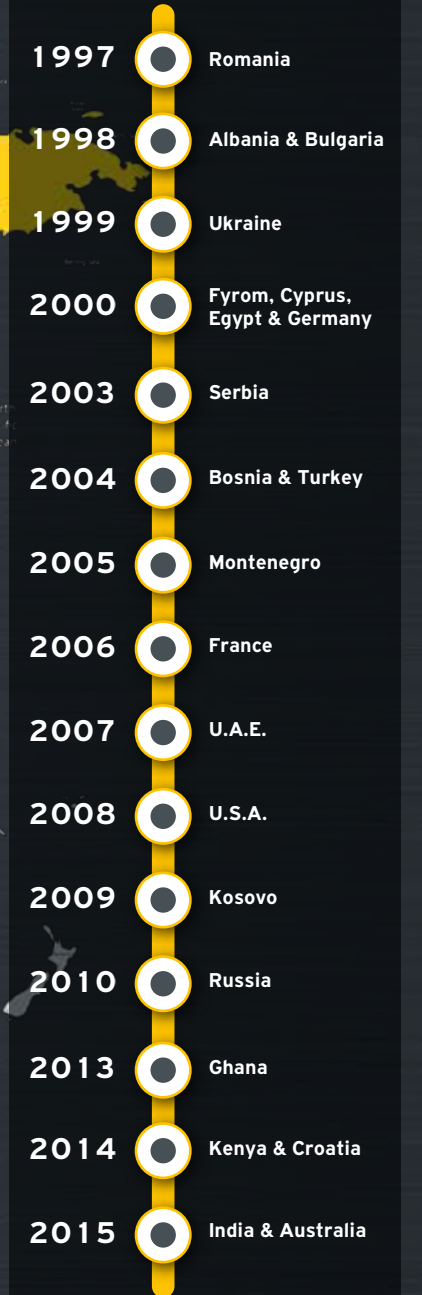 1997 Romania
1998 Albania & Bulgaria
1999 Ukraine
2000 Fyrom, Cyprus,
Egypt & Germany
2003 Serbia
2004 Bosnia & Turkey
2005 Montenegro
2006 France
2007 U.A.E.
2008 U.S.A.
2009 Kosovo
2010 Russia
2013 Ghana
2014 Kenya & Croatia
2015 India & Australia